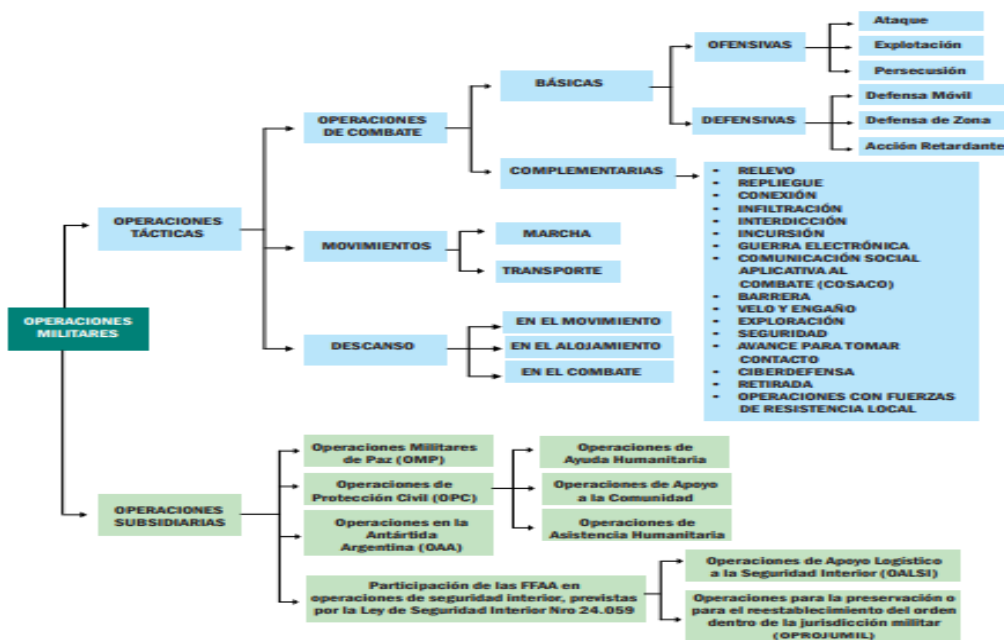 OPERACIONES
MILITARES
OPERACIONES
TÁCTICAS
OPERACIONES
DE COMBATE
BÁSICAS
OFENSIVAS
Ataque
Explotación
Persecusión
DEFENSIVAS
Defensa Móvil
Defensa de Zona
Acción Retardante
COMPLEMENTARIAS
• RELEVO
• REPLIEGUE
• CONEXIÓN
• INFILTRACIÓN
• INTERDICCIÓN
• INCURSIÓN
• GUERRA ELECTRÓNICA
• COMUNICACIÓN SOCIAL
APLICATIVA AL
COMBATE (COSACO)
• BARRERA
• VELO Y ENGAÑO
• EXPLORACIÓN
• SEGURIDAD
• AVANCE PARA TOMAR
CONTACTO
• CIBERDEFENSA
• RETIRADA
• OPERACIONES CON FUERZAS
DE RESISTENCIA LOCAL
MOVIMIENTOS
MARCHA
TRANSPORTE
DESCANSO
EN EL MOVIMIENTO
EN EL ALOJAMIENTO
EN EL COMBATE
OPERACIONES
SUBSIDIARIAS
Operaciones Militares
de Paz (OMP)
Operaciones de
Protección Civil (OPC)
Operaciones de
Ayuda Humanitaria
Operaciones de Apoyo
a la Comunidad
Operaciones de
Asistencia Humanitaria
Operaciones en la
Antártida
Argentina (OAA)
Participación de las FFAA en
operaciones de seguridad interior, previstas
por la Ley de Seguridad Interior Nro 24.059
Operaciones de Apoyo Logístico
a la Seguridad Interior (OALSI)
Operaciones para la preservación o
para el reestablecimiento del orden
dentro de la jurisdicción militar
(OPROJUMIL)